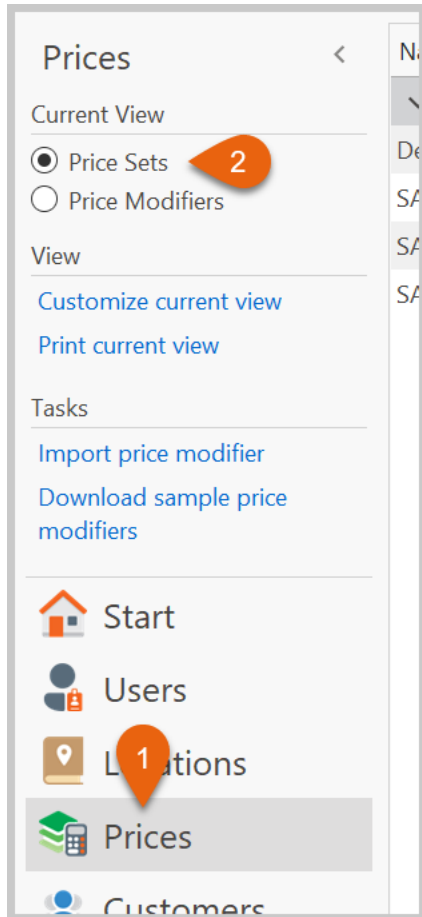 Prices
Current View
Price Sets
2
Price Modifiers
View
Customize current view
Print current view
Tasks
Import price modifier
Download sample price
modifiers
Start
Users
1
Prices
Customers